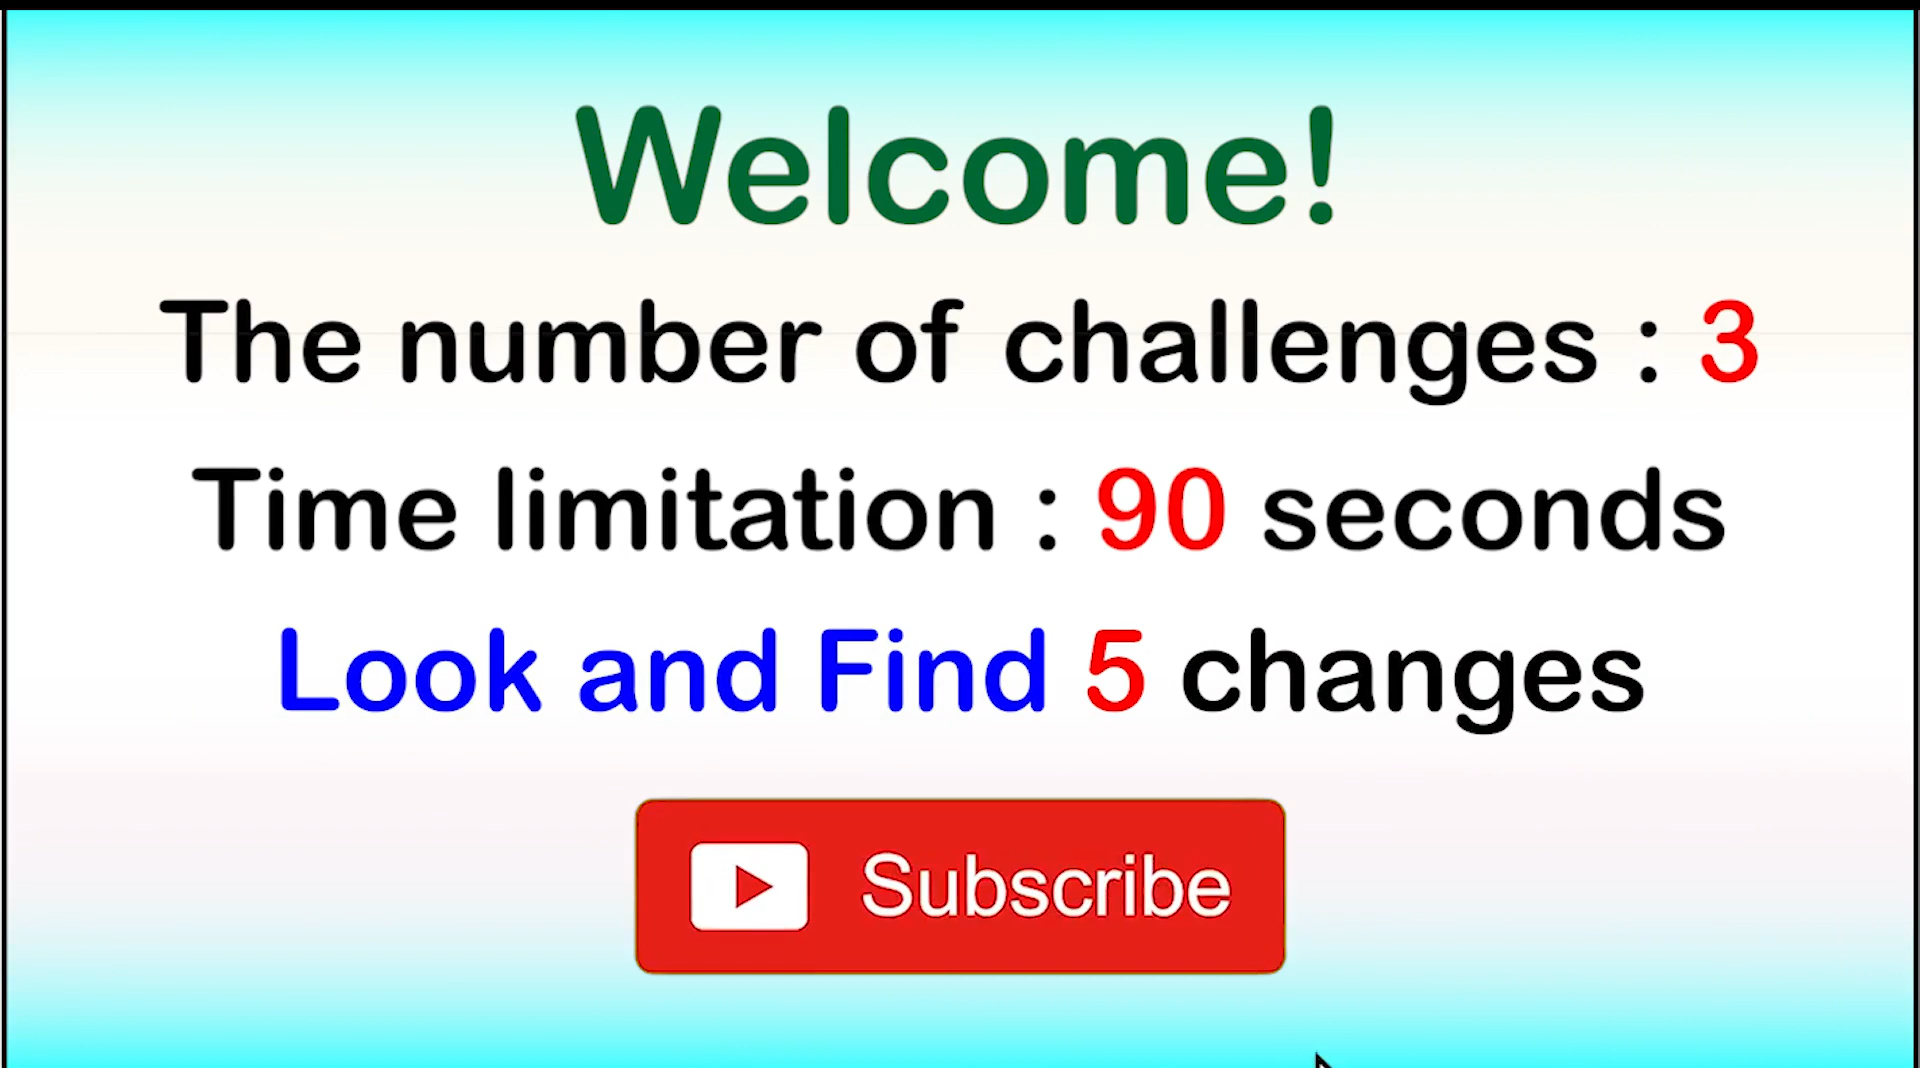 Welcome!
The number of challenges : 3
Time limitation : 90 seconds
Look and Find 5 changes
Subscribe